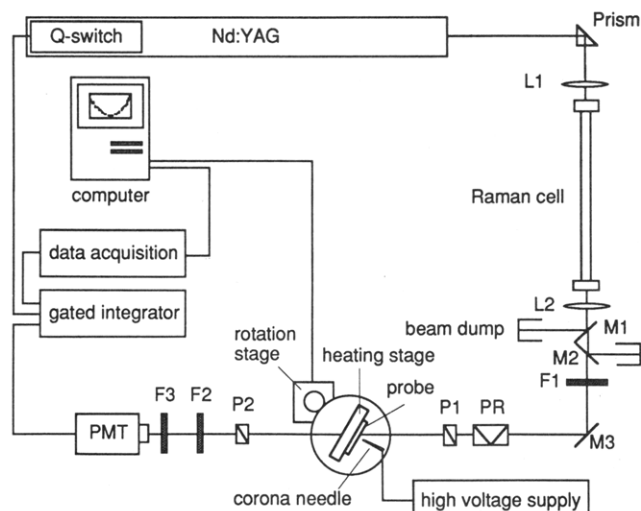 Q-switch
Nd:YAG
Prism
L1
computer
Raman cell
data acquisition
gated integrator
L2
beam dump
M1
M2
rotation
stage
heating stage
probe
F1
F3
F2
P2
P1
PR
M3
PMT
corona needle
high voltage supply